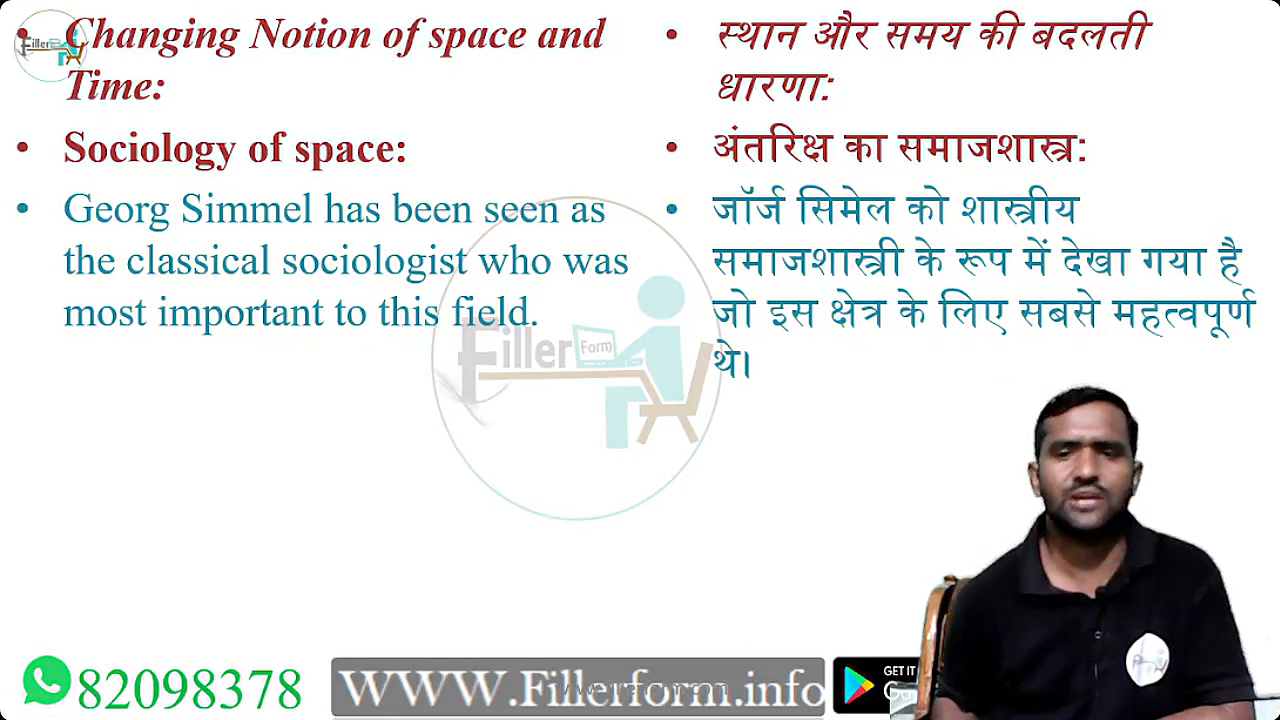 Changing Notion of space and
Time:
Sociology of space:
Georg Simmel has been seen as
the classical sociologist who was
most important to this field.
स्थान और समय की बदलती
धारणा:
अंतरिक्ष का समाजशास्त्र:
जॉर्ज सिमेल को शास्त्रीय
समाजशास्त्री के रूप में देखा गया है
जो इस क्षेत्र के लिए सबसे महत्वपूर्ण
थे।
Filler Form
82098378
WWW.Fillerform.info
GET IT